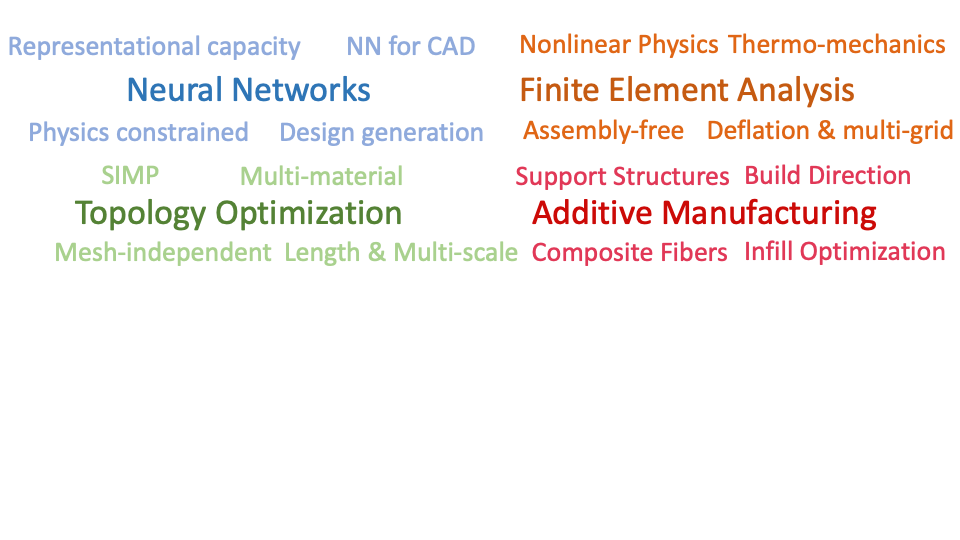 Representational capacity NN for CAD
Neural Networks
Physics constrained Design generation
Nonlinear Physics Thermo-mechanics
Finite Element Analysis
Assembly-free Deflation & multi-grid
SIMP Multi-material
Topology Optimization
Mesh-independent Length & Multi-scale
Support Structures Build Direction
Additive Manufacturing
Composite Fibers Infill Optimization